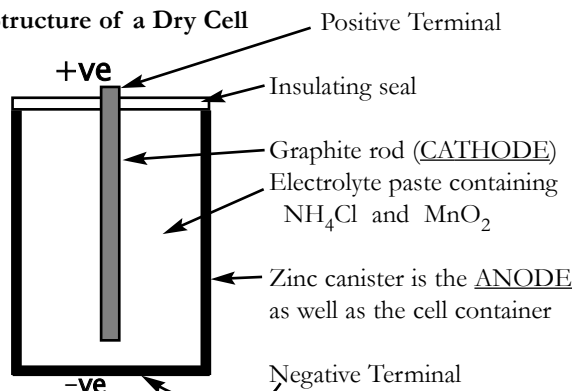 tructure of a Dry Cell
Positive Terminal
+ve
Insulating seal
Graphite rod (CATHODE)
Electrolyte paste containing
NH₄Cl and MnO₂
Zinc canister is the ANODE
as well as the cell container
Negative Terminal
-ve